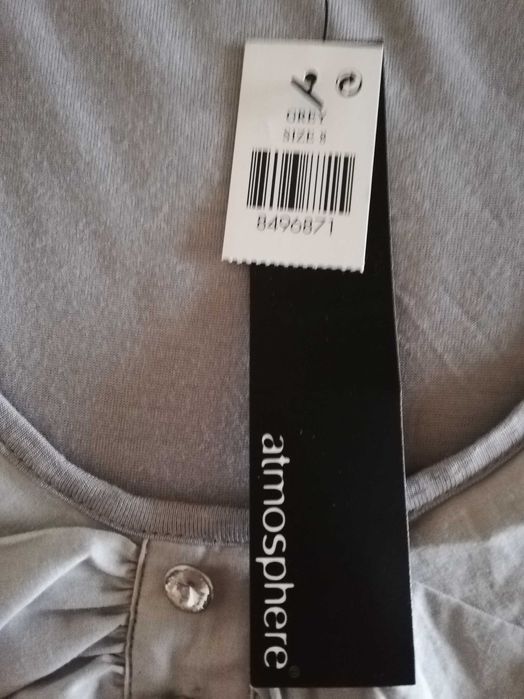 GREY
SIZE 8
8496871
atmosphere®